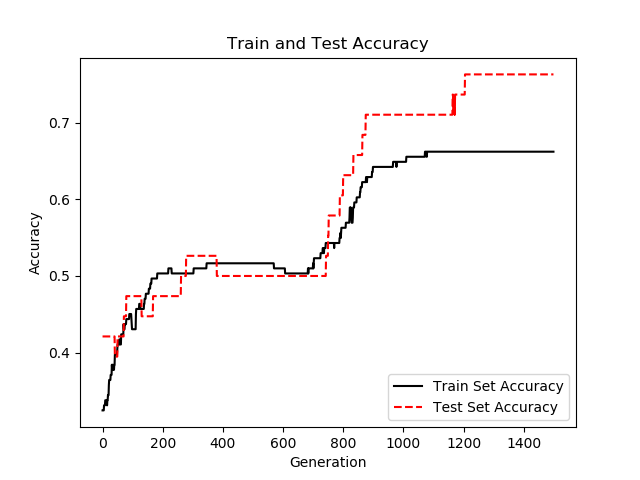 Train and Test Accuracy
Accuracy
0.7
0.6
0.5
0.4
Train Set Accuracy
Test Set Accuracy
0 200 400 600 800 1000 1200 1400
Generation